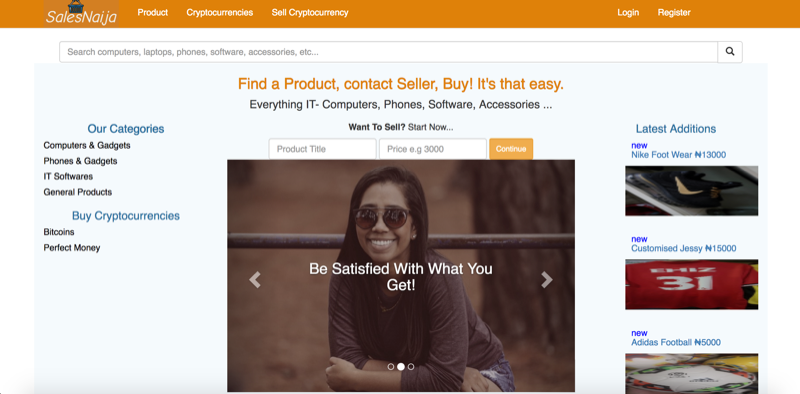 SalesNaija
Product Cryptocurrencies Sell Cryptocurrency Login Register
Search computers, laptops, phones, software, accessories, etc...
Find a Product, contact Seller, Buy! It's that easy.
Everything IT- Computers, Phones, Software, Accessories ...
Our Categories
Computers & Gadgets
Phones & Gadgets
IT Softwares
General Products
Buy Cryptocurrencies
Bitcoins
Perfect Money
Want To Sell? Start Now...
Product Title Price e.g 3000 Continue
Be Satisfied With What You
Get!
Latest Additions
new
Nike Foot Wear ₦13000
new
Customised Jessy ₦15000
EHIZ
31
new
Adidas Football ₦5000